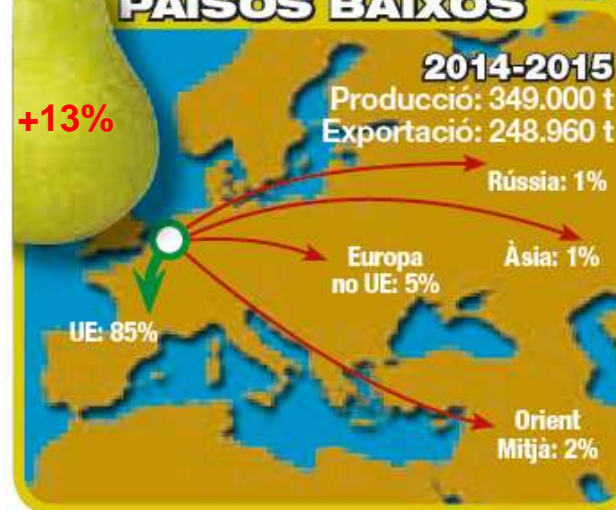 PAÏSOS BAIXOS
2014-2015
+13%
Producció: 349.000 t
Exportació: 248.960 t
Rússia: 1%
Europa
no UE: 5%
Àsia: 1%
UE: 85%
Orient
Mitjà: 2%